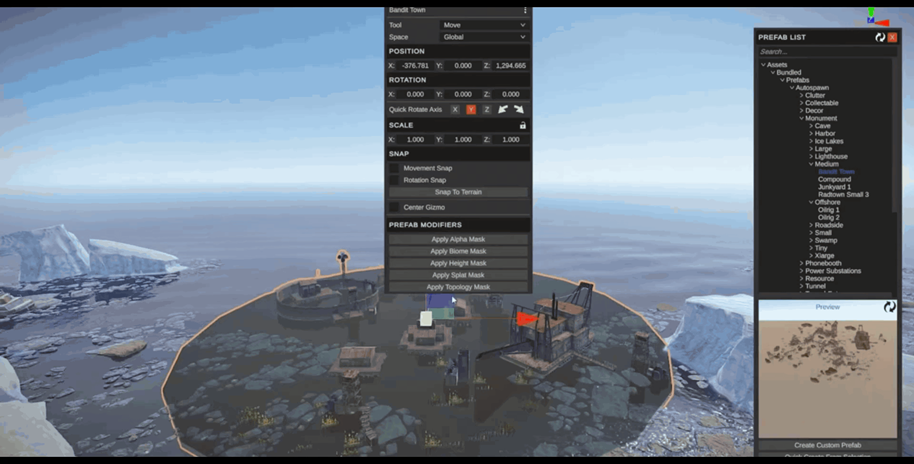 Bandit Town
Tool Move
Space Global
POSITION
X: -376.781 Y: 0.000 Z: 1,294.665
ROTATION
X: 0.000 Y: 0.000 Z: 0.000
Quick Rotate Axis X Y Z
SCALE
X: 1.000 Y: 1.000 Z: 1.000
SNAP
Movement Snap
Rotation Snap
Snap To Terrain
Center Gizmo
PREFAB MODIFIERS
Apply Alpha Mask
Apply Biome Mask
Apply Height Mask
Apply Splat Mask
Apply Topology Mask
PREFAB LIST X
Search...
Assets
Bundled
Prefabs
Autospawn
Clutter
Collectable
Decor
Monument
Cave
Harbor
Ice Lakes
Large
Lighthouse
Medium
Bandit Town
Compound
Junkyard 1
Radtown Small 3
Offshore
Oilrig 1
Oilrig 2
Roadside
Small
Swamp
Tiny
Xlarge
Phonebooth
Power Substations
Resource
Tunnel
Preview
Create Custom Prefab
Quick Create From Selection